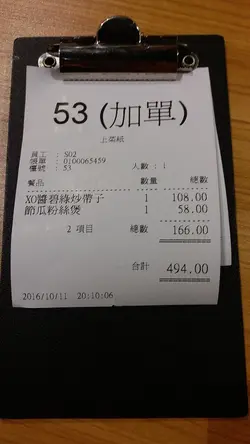 53 (加單)
上菜紙
員工 : S02
帳單 : 0100065459
檯號 : 53 人數 : 1
餐品 數量 總數
XO醬碧綠炒帶子 1 108.00
節瓜粉絲煲 1 58.00
2 項目 總數 166.00
合計 494.00
2016/10/11 20:10:06